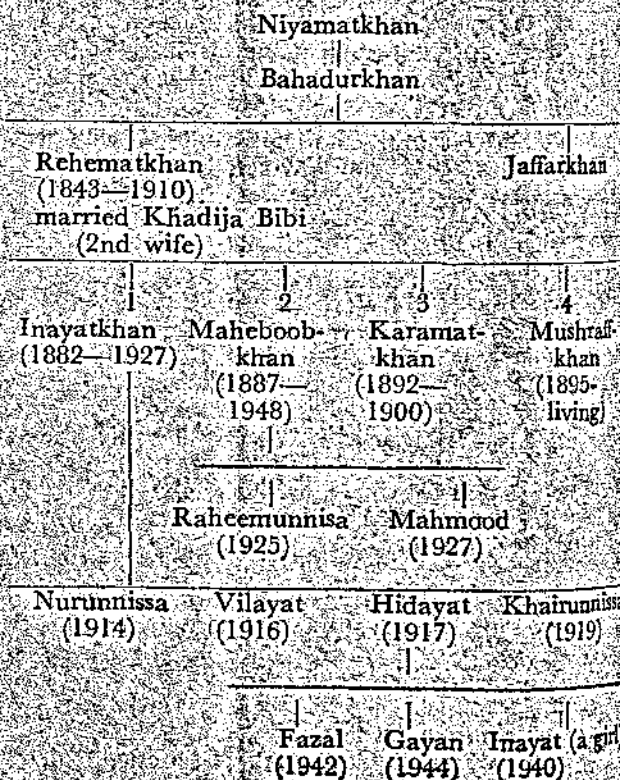 Niyamatkhan
Bahadurkhan
Rehematkhan Jaffarkhan
(1843—1910)
married Khadija Bibi
(2nd wife)
1 2 3 4
Inayatkhan Maheboob- Karamat- Mushraff-
(1882—1927) khan khan khan
(1887— (1892— (1895-
1948) 1900) living)
Raheemunnisa Mahmood
(1925) (1927)
Nurunnissa Vilayat Hidayat Khairunnissa
(1914) (1916) (1917) (1919)
Fazal Gayan Inayat (a girl
(1942) (1944) (1940)